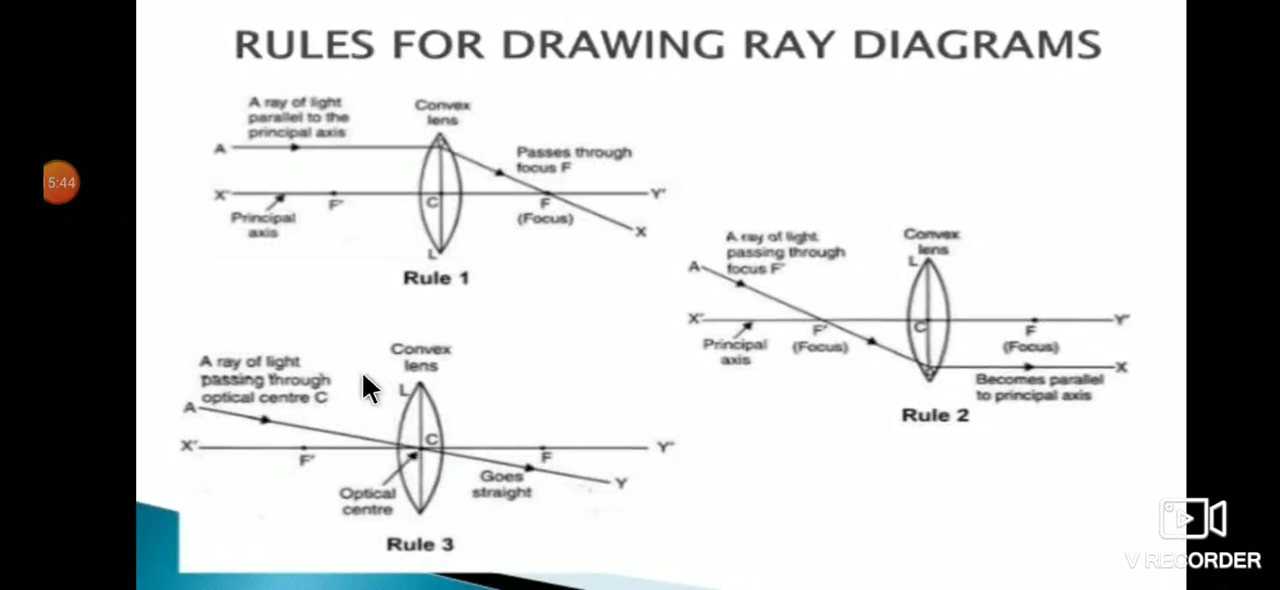 RULES FOR DRAWING RAY DIAGRAMS
5:44
A ray of light
parallel to the
principal axis
Convex
lens
A
Passes through
focus F
X'
F'
C
F
(Focus)
Y'
Principal
axis
X
L
Rule 1
A ray of light
passing through
focus F'
Convex
lens
A
L
X'
F'
(Focus)
C
F
(Focus)
Y'
Principal
axis
X
Becomes parallel
to principal axis
Rule 2
A ray of light
passing through
optical centre C
Convex
lens
L
A
X'
F'
C
F
Y'
Goes
straight
Y
Optical
centre
Rule 3
V RECORDER